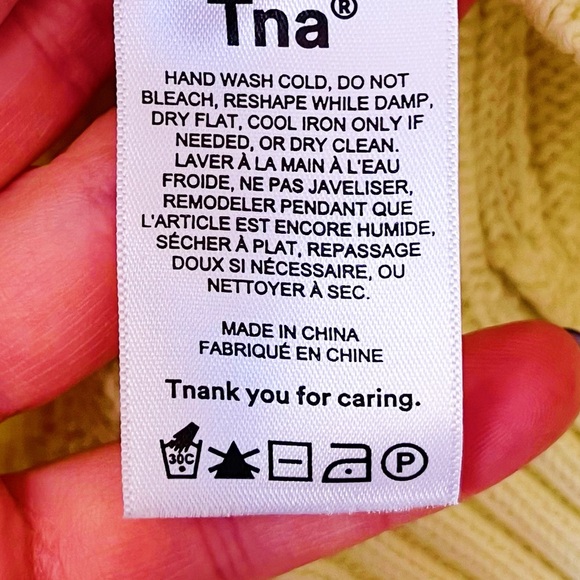 Tna®
HAND WASH COLD, DO NOT
BLEACH, RESHAPE WHILE DAMP,
DRY FLAT, COOL IRON ONLY IF
NEEDED, OR DRY CLEAN.
LAVER À LA MAIN À L'EAU
FROIDE, NE PAS JAVELISER,
REMODELER PENDANT QUE
L'ARTICLE EST ENCORE HUMIDE,
SÉCHER À PLAT, REPASSAGE
DOUX SI NÉCESSAIRE, OU
NETTOYER À SEC.
MADE IN CHINA
FABRIQUÉ EN CHINE
Tnank you for caring.
30C P